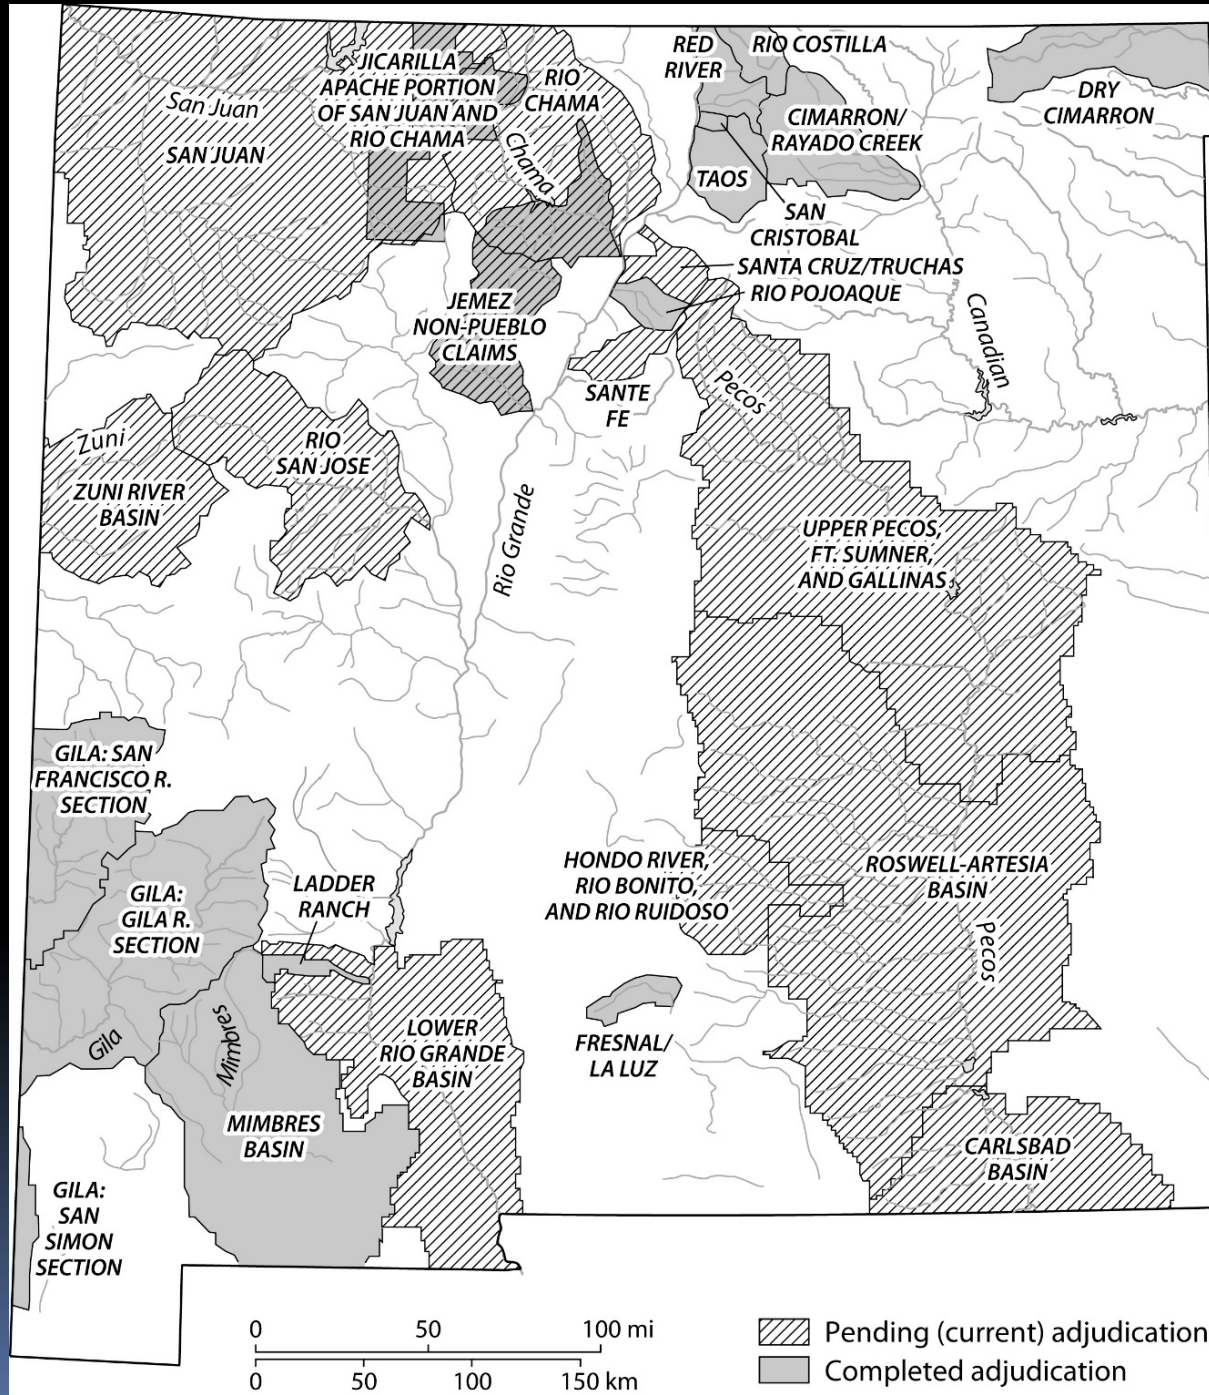 RED
RIVER
RIO COSTILLA
JICARILLA
APACHE PORTION
OF SAN JUAN AND
RIO CHAMA
RIO
CHAMA
DRY
CIMARRON
San Juan
CIMARRON/
RAYADO CREEK
SAN JUAN
Chama
TAOS
SAN
CRISTOBAL
SANTA CRUZ/TRUCHAS
RIO POJOAQUE
JEMEZ
NON-PUEBLO
CLAIMS
Canadian
SANTE
FE
Pecos
Zuni
RIO
SAN JOSE
ZUNI RIVER
BASIN
Rio Grande
UPPER PECOS,
FT. SUMNER,
AND GALLINAS
GILA: SAN
FRANCISCO R.
SECTION
HONDO RIVER,
RIO BONITO,
AND RIO RUIDOSO
ROSWELL-ARTESIA
BASIN
LADDER
RANCH
GILA:
GILA R.
SECTION
Pecos
Gila
Mimbres
LOWER
RIO GRANDE
BASIN
FRESNAL/
LA LUZ
MIMBRES
BASIN
CARLSBAD
BASIN
GILA:
SAN
SIMON
SECTION
0 50 100 mi
0 50 100 150 km
Pending (current) adjudication
Completed adjudication